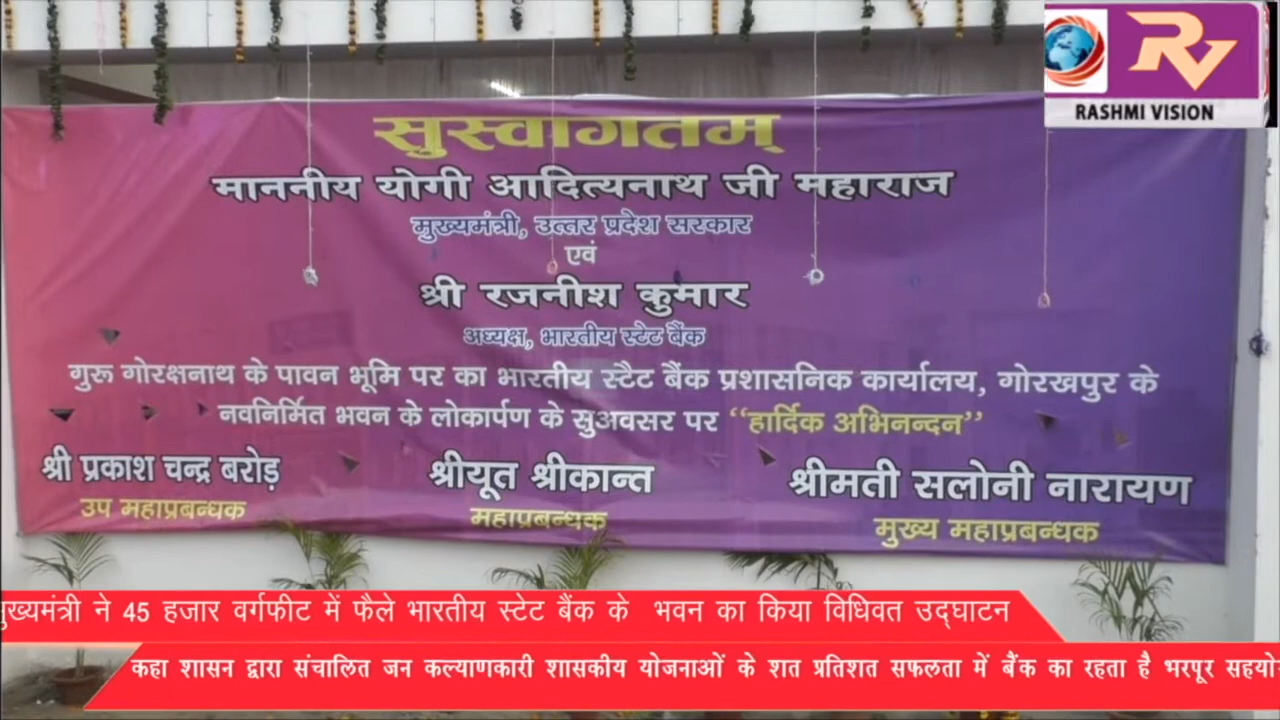 RV
RASHMI VISION
सुस्वागतम्
माननीय योगी आदित्यनाथ जी महाराज
मुख्यमंत्री, उत्तर प्रदेश सरकार
एवं
श्री रजनीश कुमार
अध्यक्ष, भारतीय स्टेट बैंक
गुरू गोरक्षनाथ के पावन भूमि पर का भारतीय स्टैट बैंक प्रशासनिक कार्यालय, गोरखपुर के
नवनिर्मित भवन के लोकार्पण के सुअवसर पर “हार्दिक अभिनन्दन”
श्री प्रकाश चन्द्र बरोड़ श्रीयूत श्रीकान्त श्रीमती सलोनी नारायण
उप महाप्रबन्धक महाप्रबन्धक मुख्य महाप्रबन्धक
मुख्यमंत्री ने 45 हजार वर्गफीट में फैले भारतीय स्टेट बैंक के भवन का किया विधिवत उद्घाटन
कहा शासन द्वारा संचालित जन कल्याणकारी शासकीय योजनाओं के शत प्रतिशत सफलता में बैंक का रहता है भरपूर